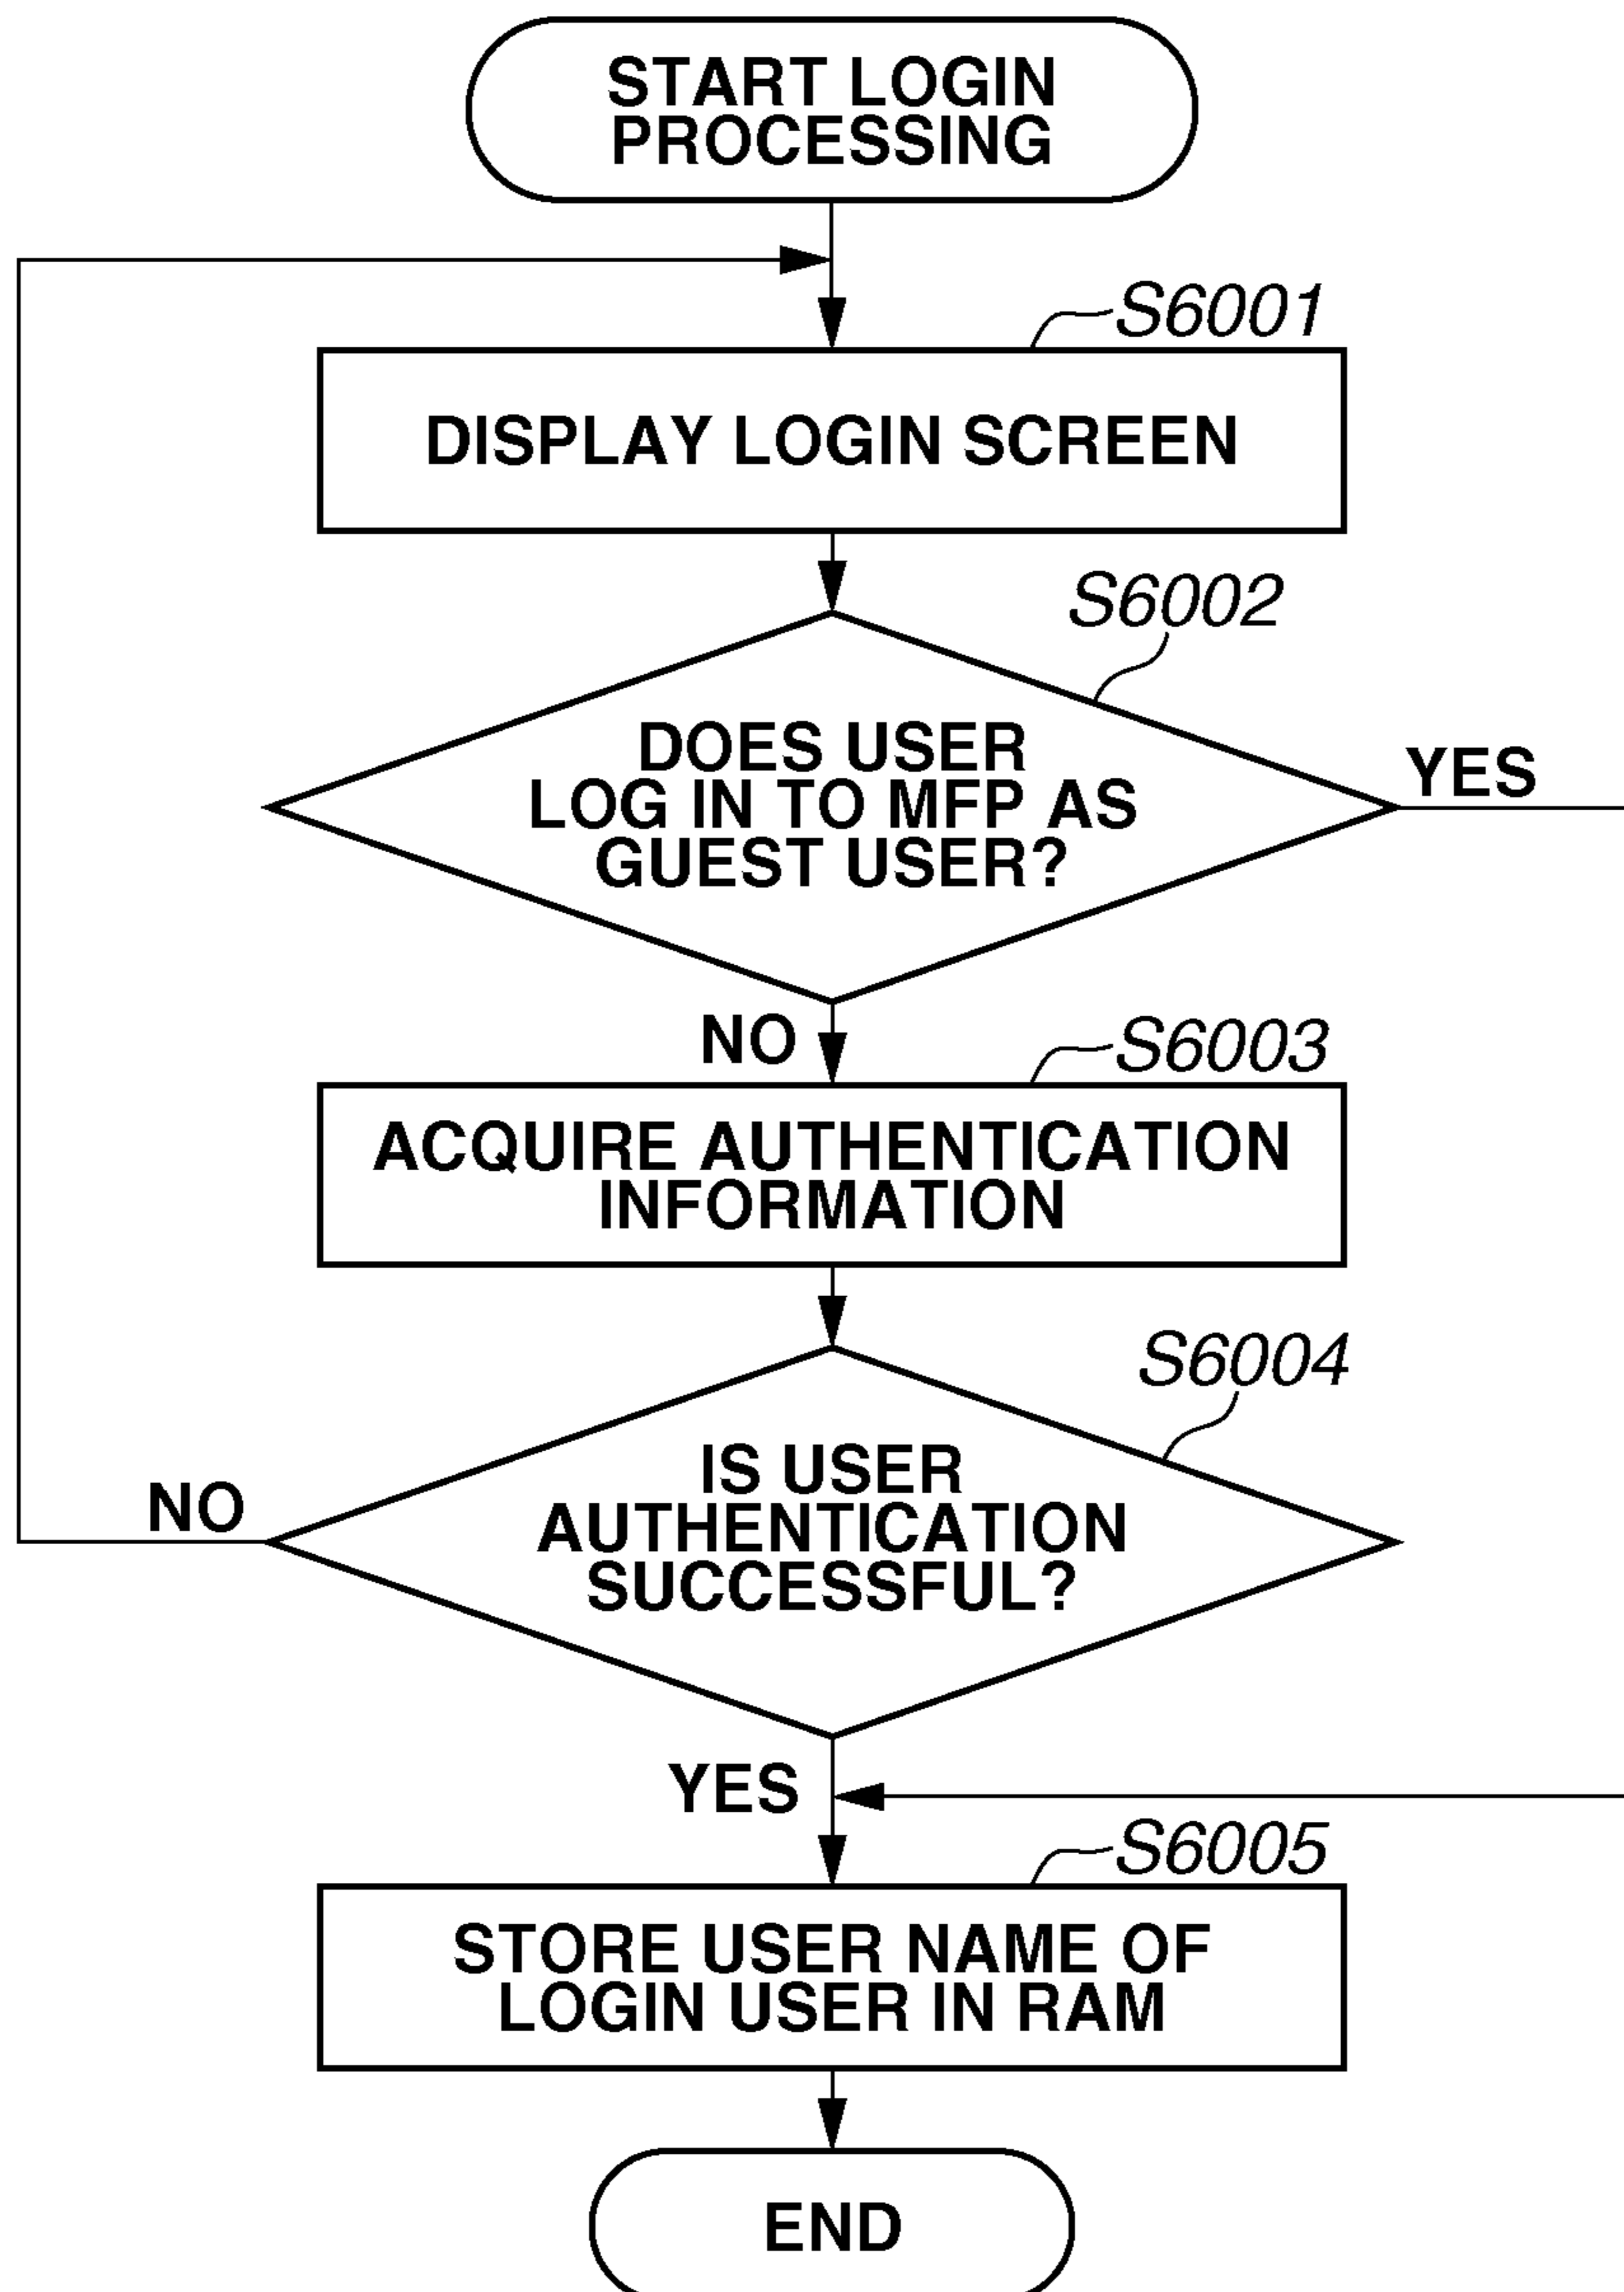 START LOGIN
PROCESSING
S6001
DISPLAY LOGIN SCREEN
S6002
DOES USER
LOG IN TO MFP AS
GUEST USER?
YES
NO
S6003
ACQUIRE AUTHENTICATION
INFORMATION
S6004
IS USER
AUTHENTICATION
SUCCESSFUL?
NO
YES
S6005
STORE USER NAME OF
LOGIN USER IN RAM
END